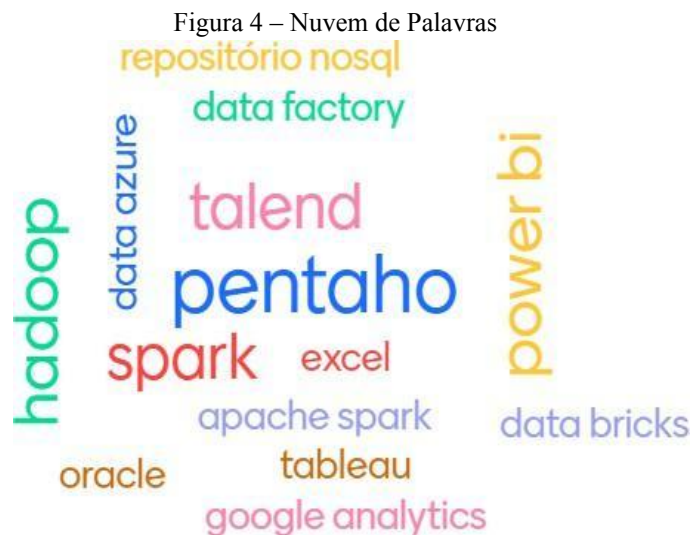 Figura 4 – Nuvem de Palavras
repositório nosql
data factory
data azure
power bi
talend
hadoop
pentaho
spark
excel
apache spark
data bricks
oracle
tableau
google analytics